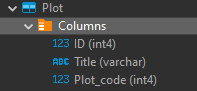 Plot
Columns
123 ID (int4)
ABC Title (varchar)
123 Plot_code (int4)